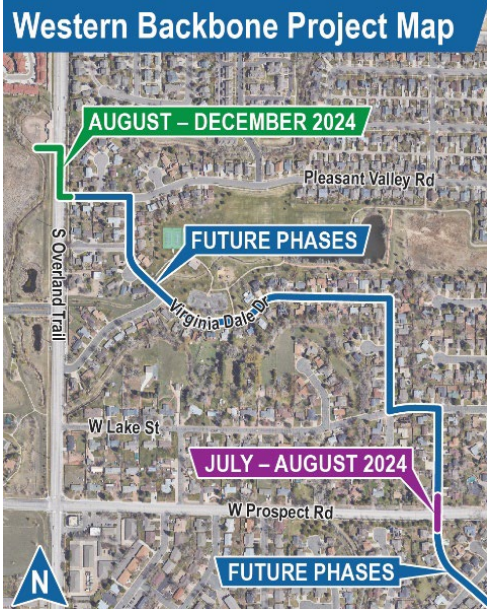 Western Backbone Project Map
AUGUST – DECEMBER 2024
Pleasant Valley Rd
FUTURE PHASES
S Overland Trail
Virginia Dale Dr
W Lake St
JULY – AUGUST 2024
W Prospect Rd
FUTURE PHASES
N